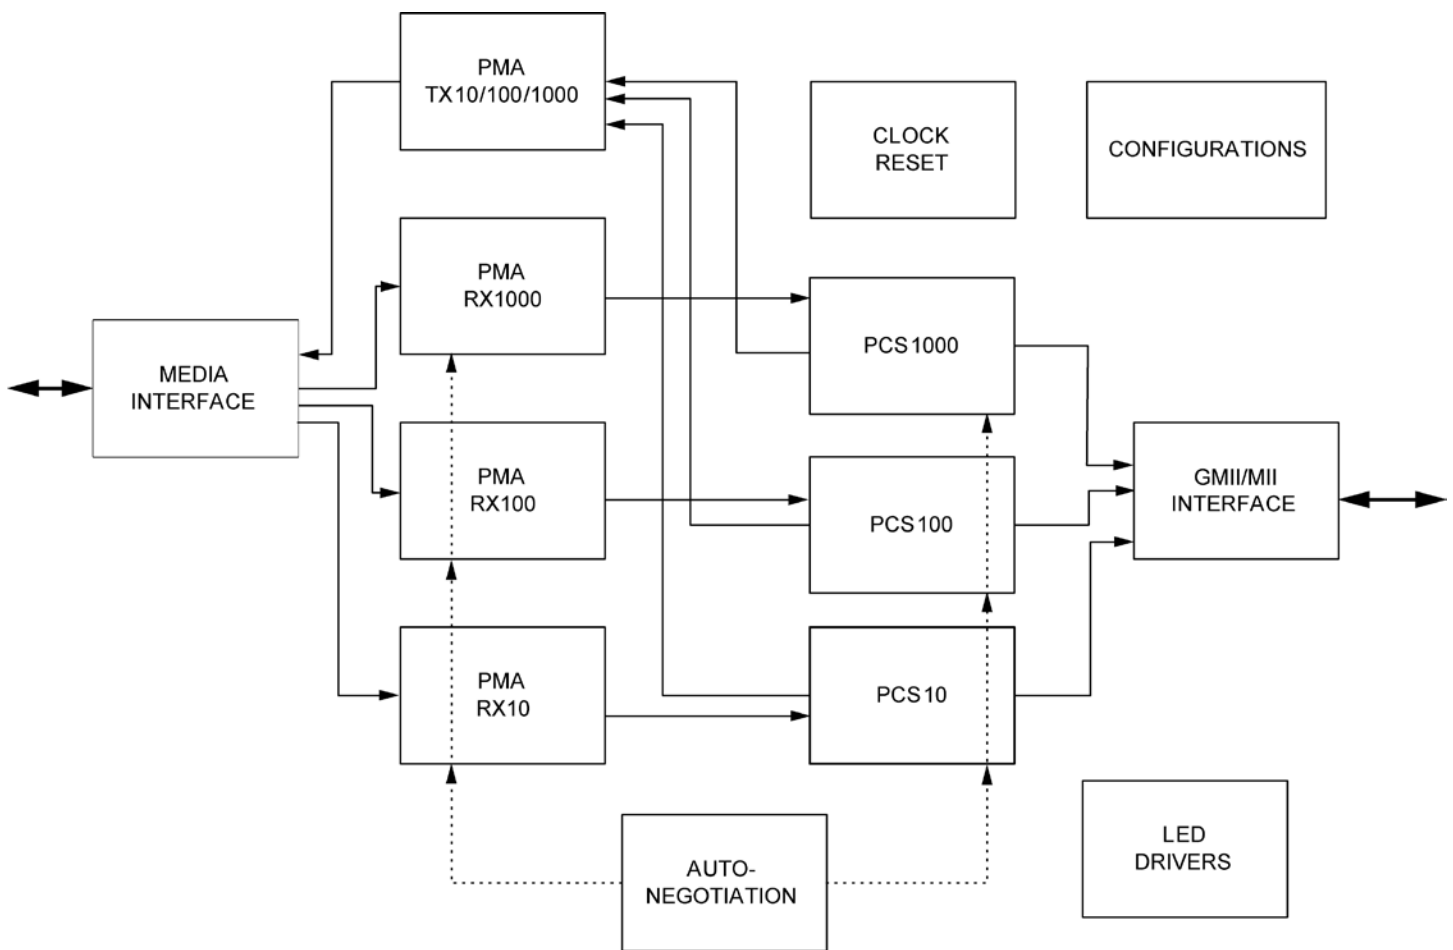 PMA
TX10/100/1000
CLOCK
RESET
CONFIGURATIONS
PMA
RX1000
PCS1000
MEDIA
INTERFACE
PMA
RX100
PCS100
GMII/MII
INTERFACE
PMA
RX10
PCS10
AUTO-
NEGOTIATION
LED
DRIVERS